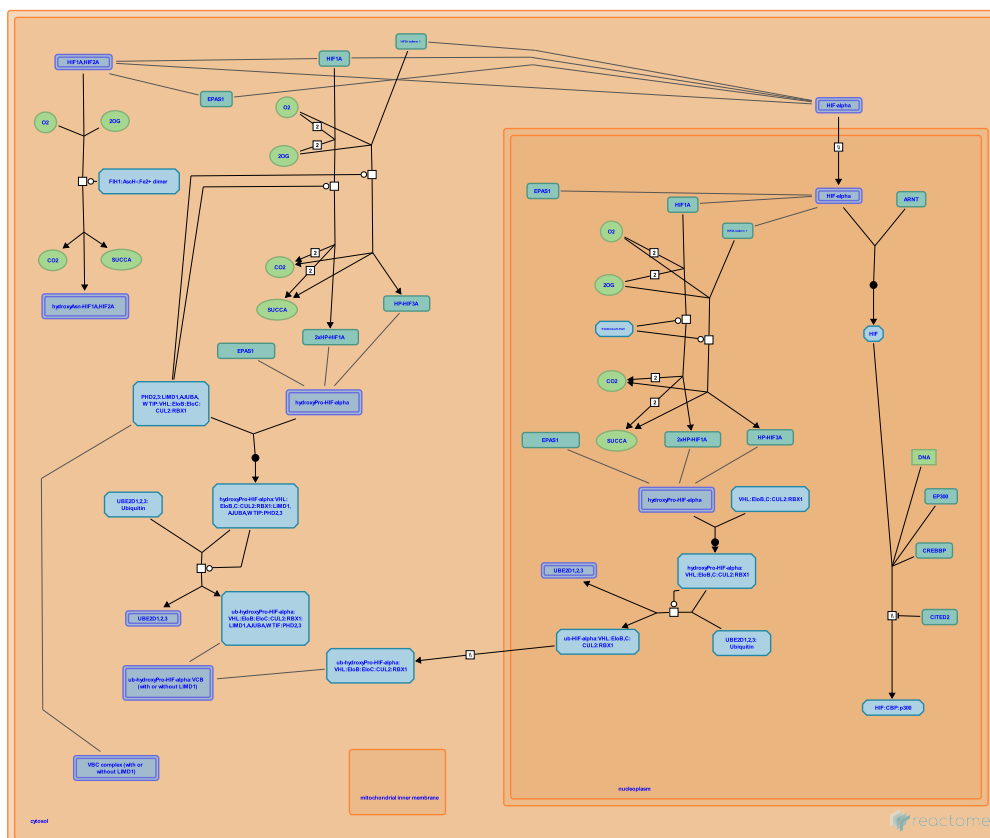 HIF1A,HIF2A
HIF1A
EPAS1
HIF-alpha
O2
2OG
O2
2OG
2
2
FIH1:AscH-:Fe2+ dimer
CO2
SUCCA
hydroxyAsn-HIF1A,HIF2A
2
2
CO2
SUCCA
HP-HIF3A
2xHP-HIF1A
EPAS1
hydroxyPro-HIF-alpha
PHD2,3:LIMD1,AJUBA,
WTIP:VHL:EloB:EloC:
CUL2:RBX1
UBE2D1,2,3:
Ubiquitin
hydroxyPro-HIF-alpha:VHL:
EloB,C:CUL2:RBX1:LIMD1,
AJUBA,WTIP:PHD2,3
UBE2D1,2,3
ub-hydroxyPro-HIF-alpha:
VHL:EloB:EloC:CUL2:RBX1:
LIMD1,AJUBA,WTIP:PHD2,3
ub-hydroxyPro-HIF-alpha:VCB
(with or without LIMD1)
ub-hydroxyPro-HIF-alpha:
VHL:EloB:EloC:CUL2:RBX1
VBC complex (with or
without LIMD1)
mitochondrial inner membrane
cytosol
EPAS1
HIF1A
HIF-alpha
ARNT
O2
2OG
2
2
HIF
CO2
SUCCA
2
2
EPAS1
2xHP-HIF1A
HP-HIF3A
hydroxyPro-HIF-alpha
VHL:EloB,C:CUL2:RBX1
DNA
EP300
CREBBP
CITED2
UBE2D1,2,3
hydroxyPro-HIF-alpha:
VHL:EloB,C:CUL2:RBX1
ub-HIF-alpha:VHL:EloB,C:
CUL2:RBX1
UBE2D1,2,3:
Ubiquitin
HIF:CBP:p300
nucleoplasm
reactome